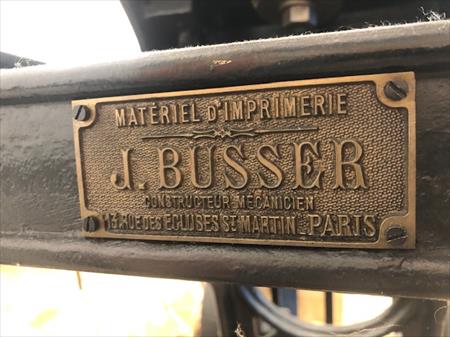 MATÉRIEL D'IMPRIMERIE
J. BUSSER
CONSTRUCTEUR MÉCANICIEN
13, RUE DES ECLUSES ST MARTIN _ PARIS